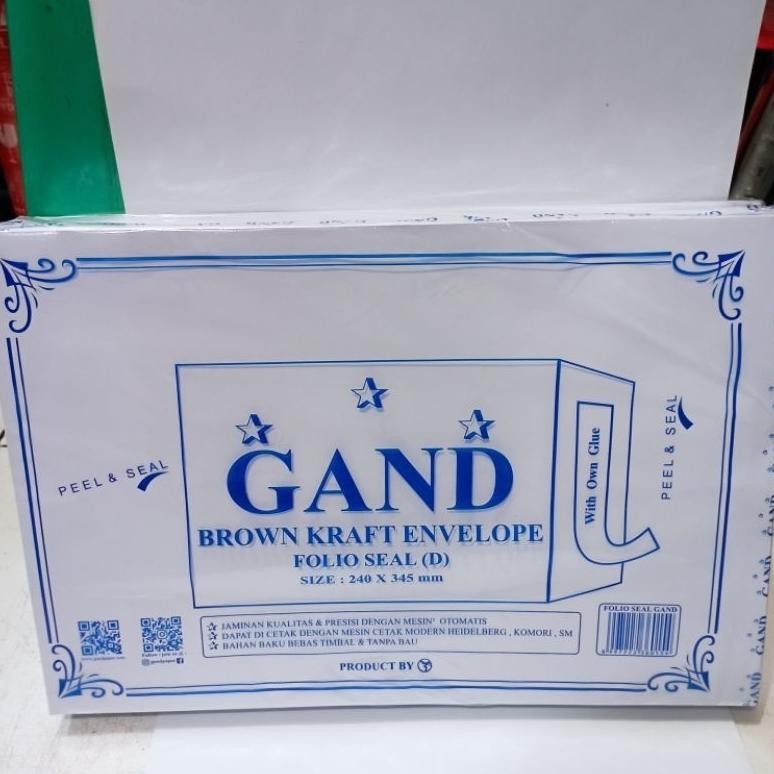 GAND
BROWN KRAFT ENVELOPE
FOLIO SEAL (D)
SIZE : 240 X 345 mm
With Own Glue
PEEL & SEAL
PEEL & SEAL
JAMINAN KUALITAS & PRESISI DENGAN MESIN' OTOMATIS
DAPAT DI CETAK DENGAN MESIN CETAK MODERN HEIDELBERG , KOMORI , SM
BAHAN BAKU BEBAS TIMBAL & TANPA BAU
PRODUCT BY
FOLIO SEAL GAND
GAND
GAND
GAND